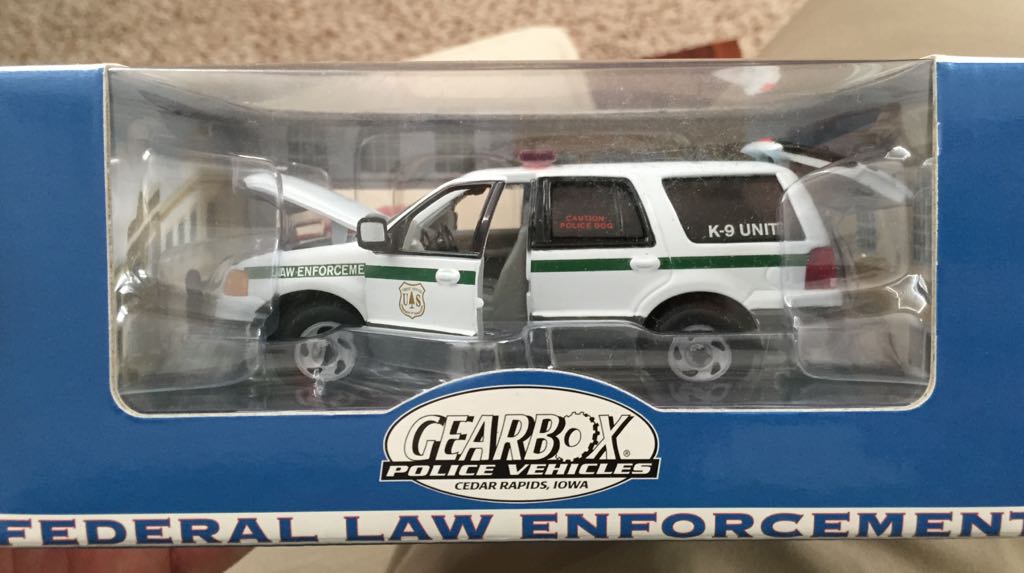 CAUTION-
POLICE DOG
K-9 UNIT
LAW ENFORCEME
U S
GEARBOX®
POLICE VEHICLES
CEDAR RAPIDS, IOWA
FEDERAL LAW ENFORCEMENT